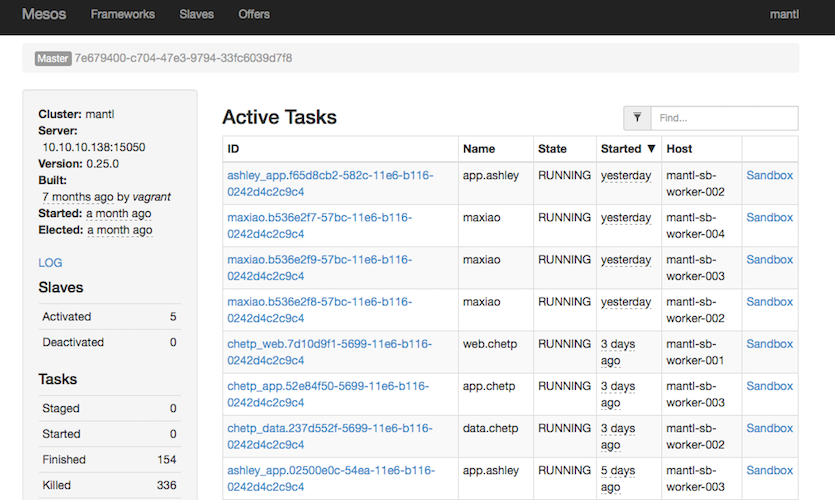 Mesos Frameworks Slaves Offers mantl
Master 7e679400-c704-47e3-9794-33fc6039d7f8
Cluster: mantl
Server:
10.10.10.138:15050
Version: 0.25.0
Built:
7 months ago by vagrant
Started: a month ago
Elected: a month ago
LOG
Slaves
Activated 5
Deactivated 0
Tasks
Staged 0
Started 0
Finished 154
Killed 336
Active Tasks
Find...
ID Name State Started ▼ Host
ashley_app.f65d8cb2-582c-11e6-b116- app.ashley RUNNING yesterday mantl-sb- Sandbox
0242d4c2c9c4 worker-002
maxiao.b536e2f7-57bc-11e6-b116- maxiao RUNNING yesterday mantl-sb- Sandbox
0242d4c2c9c4 worker-004
maxiao.b536e2f9-57bc-11e6-b116- maxiao RUNNING yesterday mantl-sb- Sandbox
0242d4c2c9c4 worker-003
maxiao.b536e2f8-57bc-11e6-b116- maxiao RUNNING yesterday mantl-sb- Sandbox
0242d4c2c9c4 worker-002
chetp_web.7d10d9f1-5699-11e6-b116- web.chetp RUNNING 3 days mantl-sb- Sandbox
0242d4c2c9c4 ago worker-001
chetp_app.52e84f50-5699-11e6-b116- app.chetp RUNNING 3 days mantl-sb- Sandbox
0242d4c2c9c4 ago worker-003
chetp_data.237d552f-5699-11e6-b116- data.chetp RUNNING 3 days mantl-sb- Sandbox
0242d4c2c9c4 ago worker-002
ashley_app.02500e0c-54ea-11e6-b116- app.ashley RUNNING 5 days mantl-sb- Sandbox
0242d4c2c9c4 ago worker-003